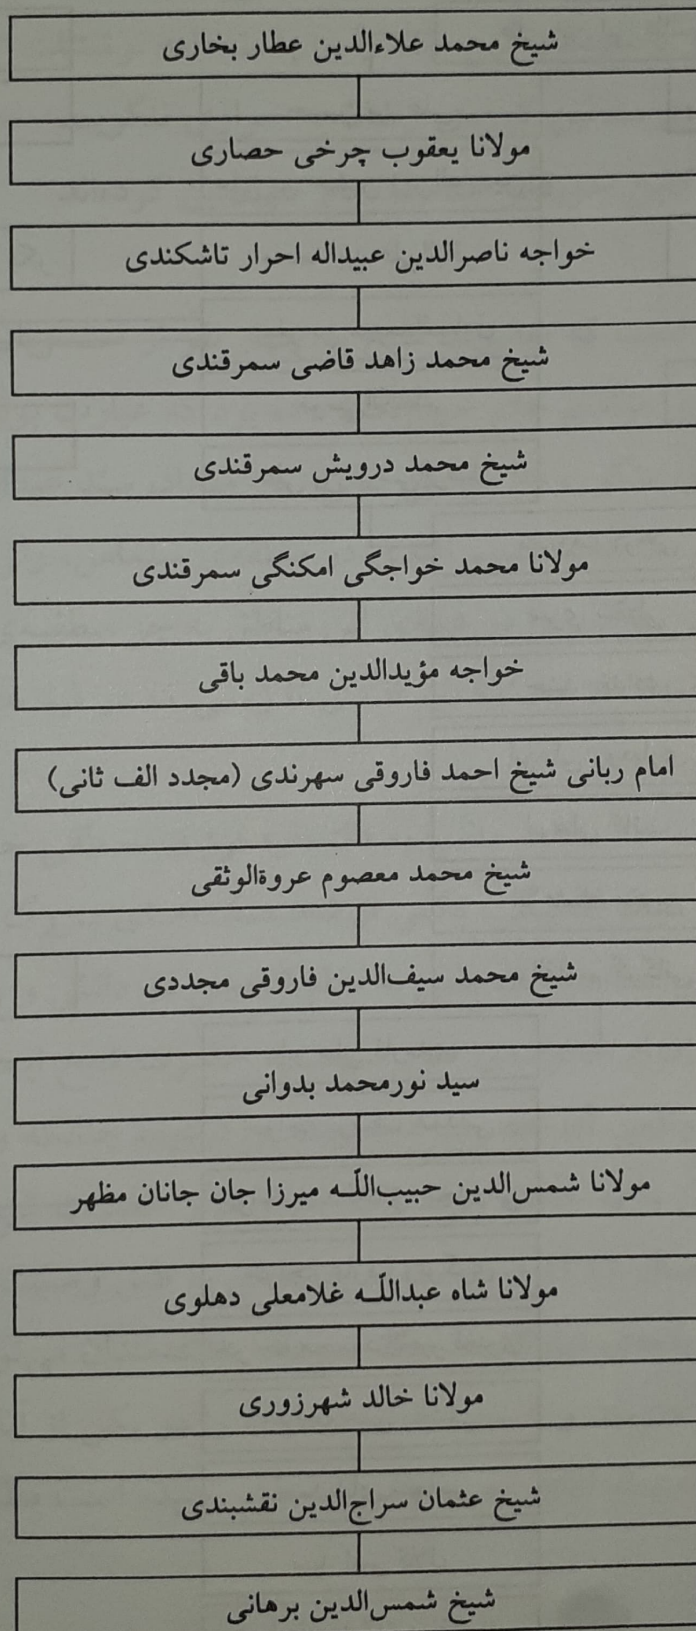 شیخ محمد علاءالدین عطار بخاری
مولانا یعقوب چرخی حصاری
خواجه ناصرالدین عبیداله احرار تاشکندی
شیخ محمد زاهد قاضی سمرقندی
شیخ محمد درویش سمرقندی
مولانا محمد خواجگی امکنگی سمرقندی
خواجه مؤیدالدین محمد باقی
امام ربانی شیخ احمد فاروقی سهرندی (مجدد الف ثانی)
شیخ محمد معصوم عروةالوثقی
شیخ محمد سیف‌الدین فاروقی مجددی
سید نورمحمد بدوانی
مولانا شمس‌الدین حبیب‌اللّه میرزا جان جانان مظهر
مولانا شاه عبداللّه غلامعلی دهلوی
مولانا خالد شهرزوری
شیخ عثمان سراج‌الدین نقشبندی
شیخ شمس‌الدین برهانی